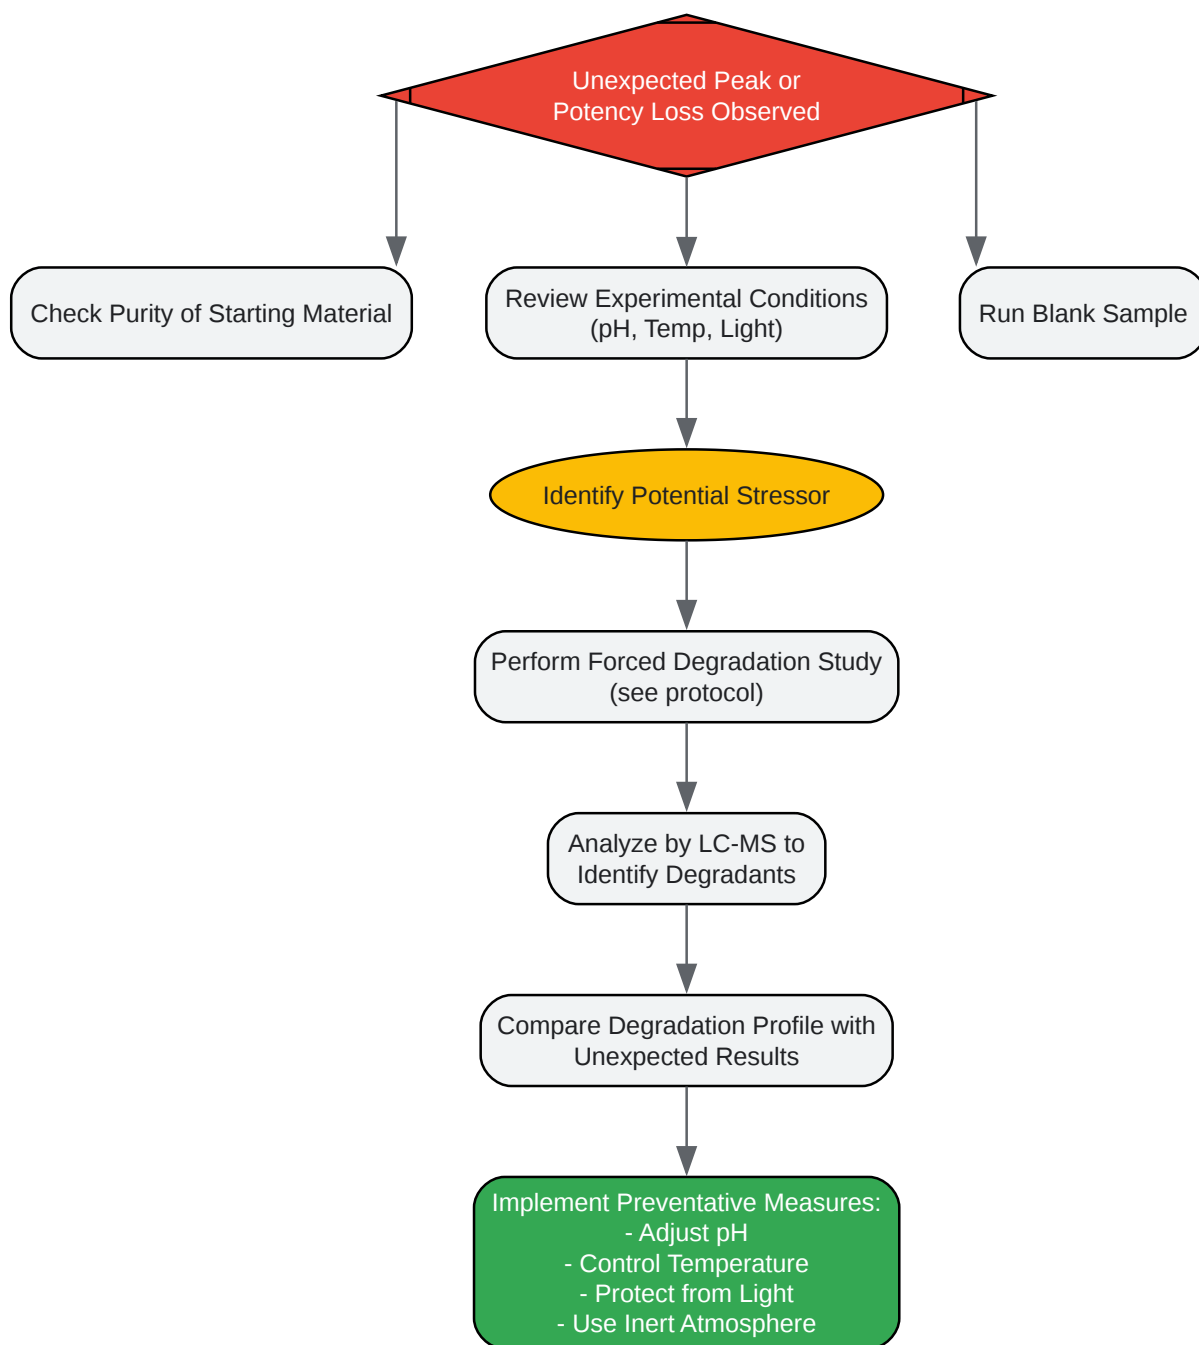 Unexpected Peak or
Potency Loss Observed
Check Purity of Starting Material
Review Experimental Conditions
(pH, Temp, Light)
Run Blank Sample
Identify Potential Stressor
Perform Forced Degradation Study
(see protocol)
Analyze by LC-MS to
Identify Degradants
Compare Degradation Profile with
Unexpected Results
Implement Preventative Measures:
- Adjust pH
- Control Temperature
- Protect from Light
- Use Inert Atmosphere